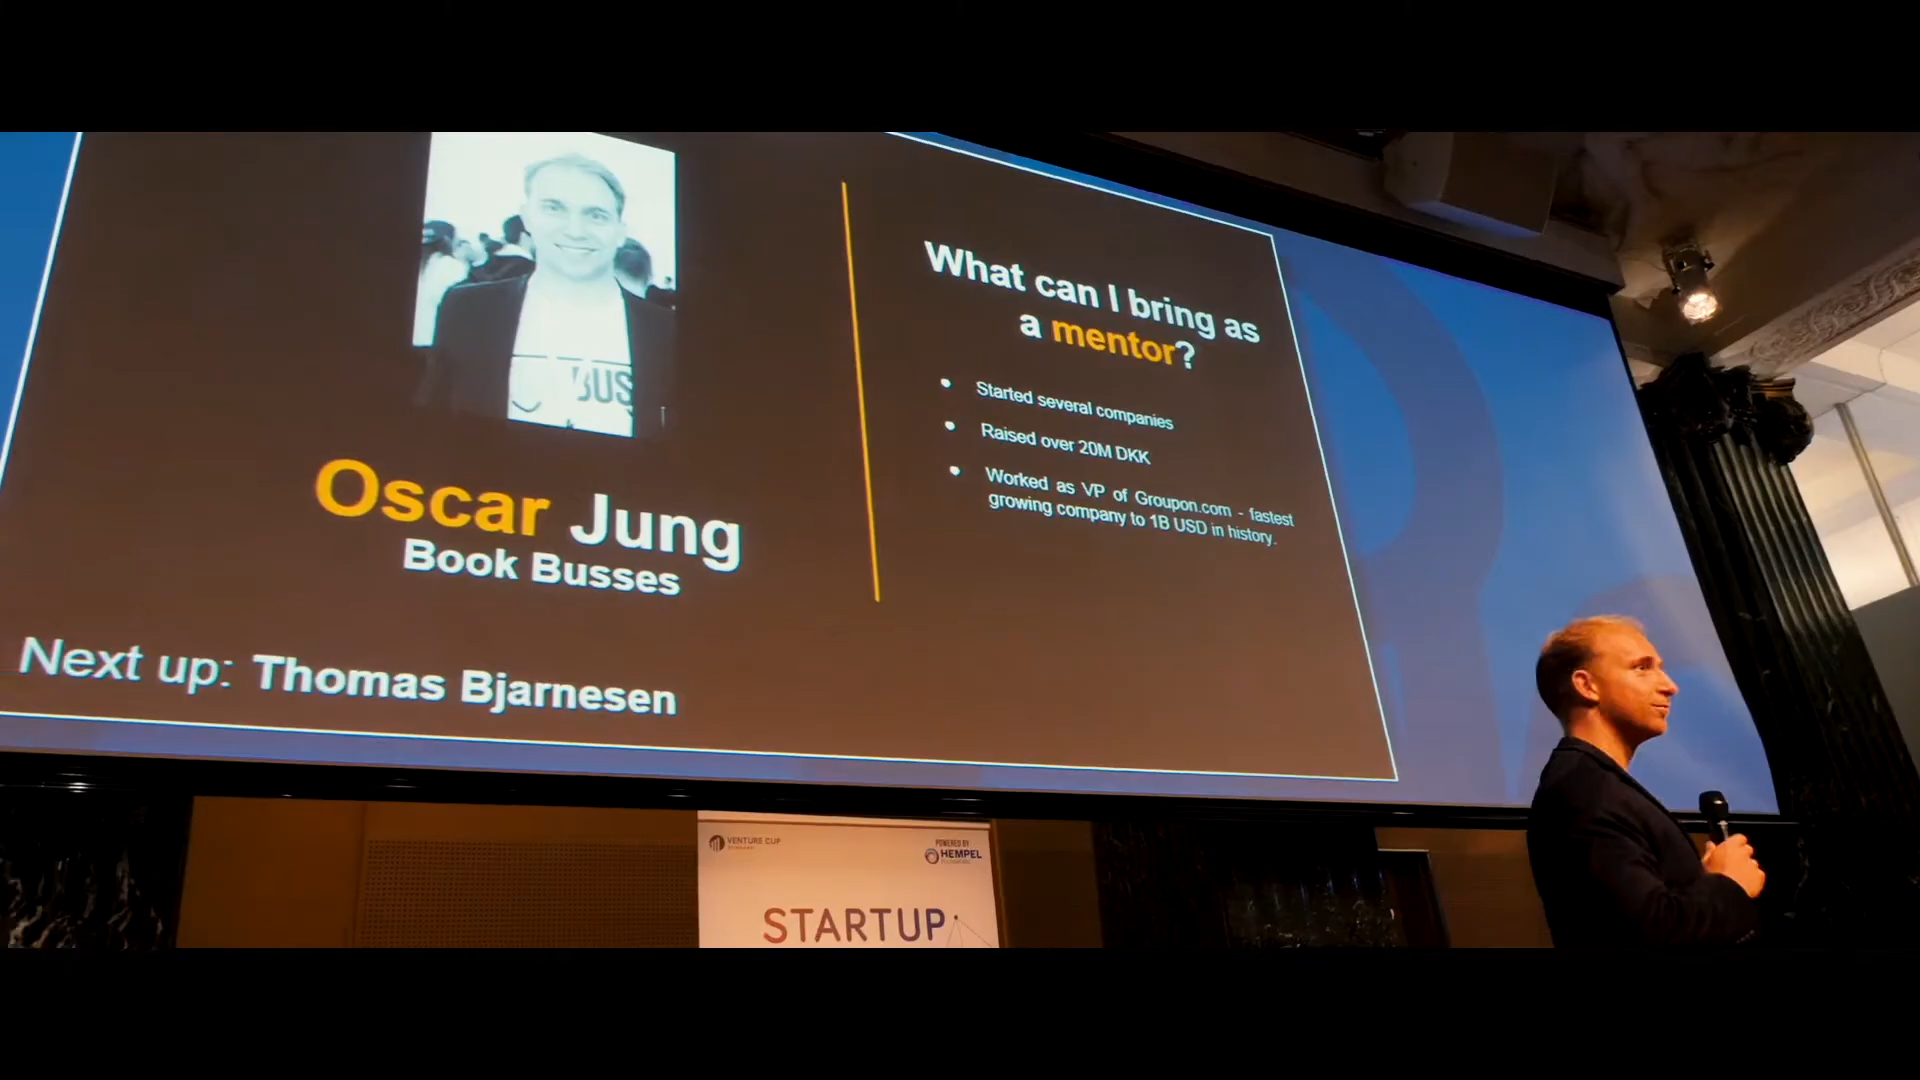 What can I bring as
a mentor?
Started several companies
Raised over 20M DKK
Worked as VP of Groupon.com - fastest
growing company to 1B USD in history.
BUS
Oscar Jung
Book Busses
Next up: Thomas Bjarnesen
VENTURE CUP
POWERED BY
HEMPEL
STARTUP